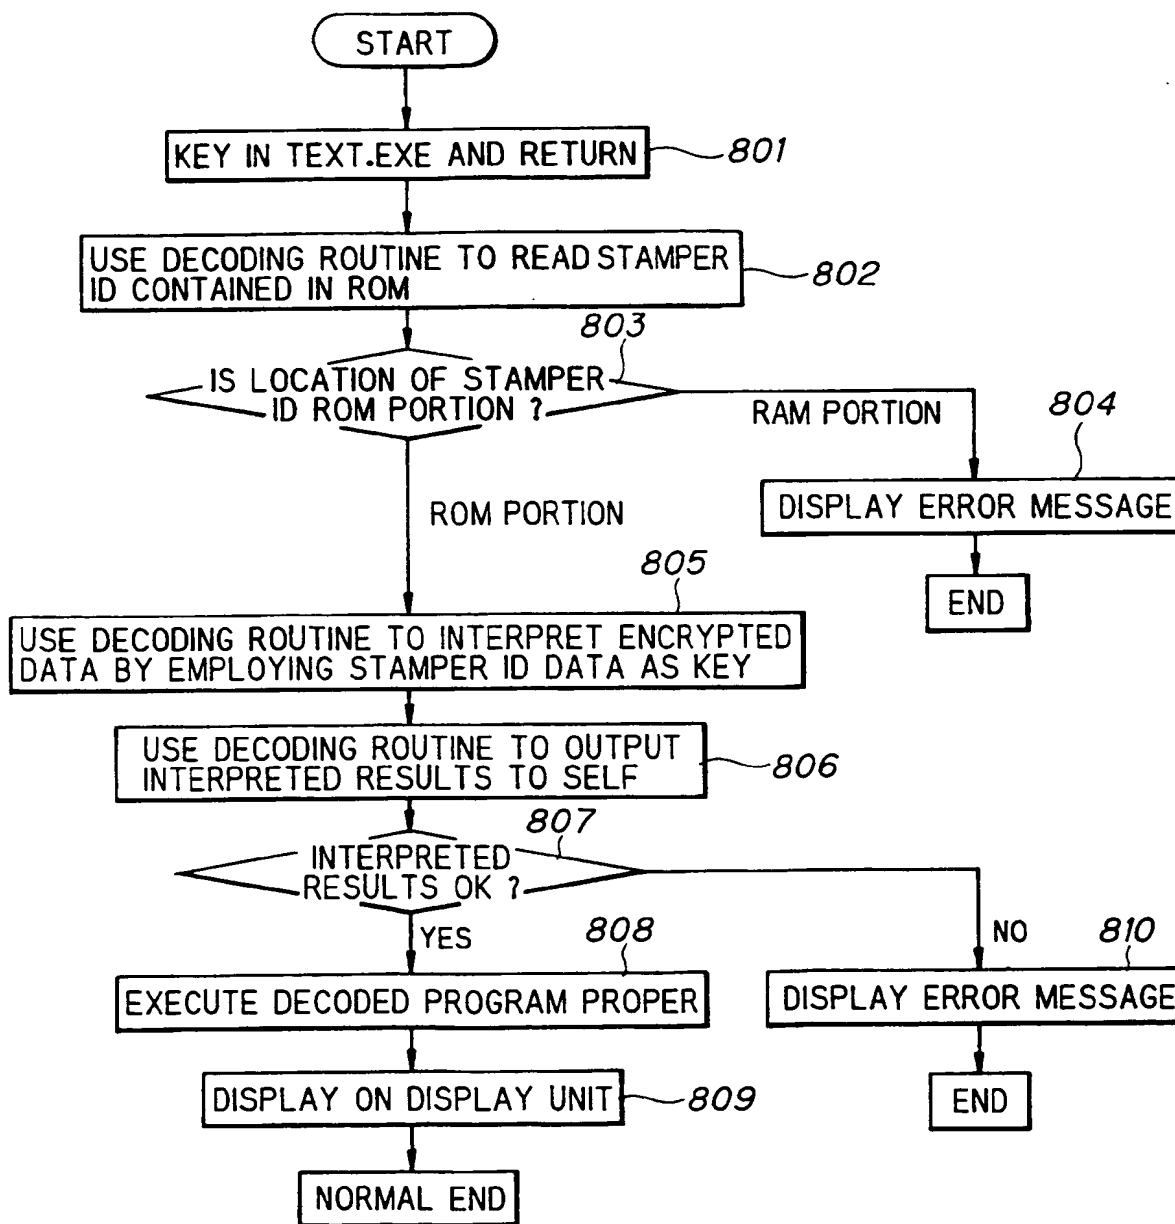 START
KEY IN TEXT.EXE AND RETURN
801
USE DECODING ROUTINE TO READ STAMPER
ID CONTAINED IN ROM
802
803
IS LOCATION OF STAMPER
ID ROM PORTION ?
RAM PORTION
804
DISPLAY ERROR MESSAGE
END
ROM PORTION
805
USE DECODING ROUTINE TO INTERPRET ENCRYPTED
DATA BY EMPLOYING STAMPER ID DATA AS KEY
USE DECODING ROUTINE TO OUTPUT
INTERPRETED RESULTS TO SELF
806
807
INTERPRETED
RESULTS OK ?
YES
NO
808
EXECUTE DECODED PROGRAM PROPER
810
DISPLAY ERROR MESSAGE
END
DISPLAY ON DISPLAY UNIT
809
NORMAL END